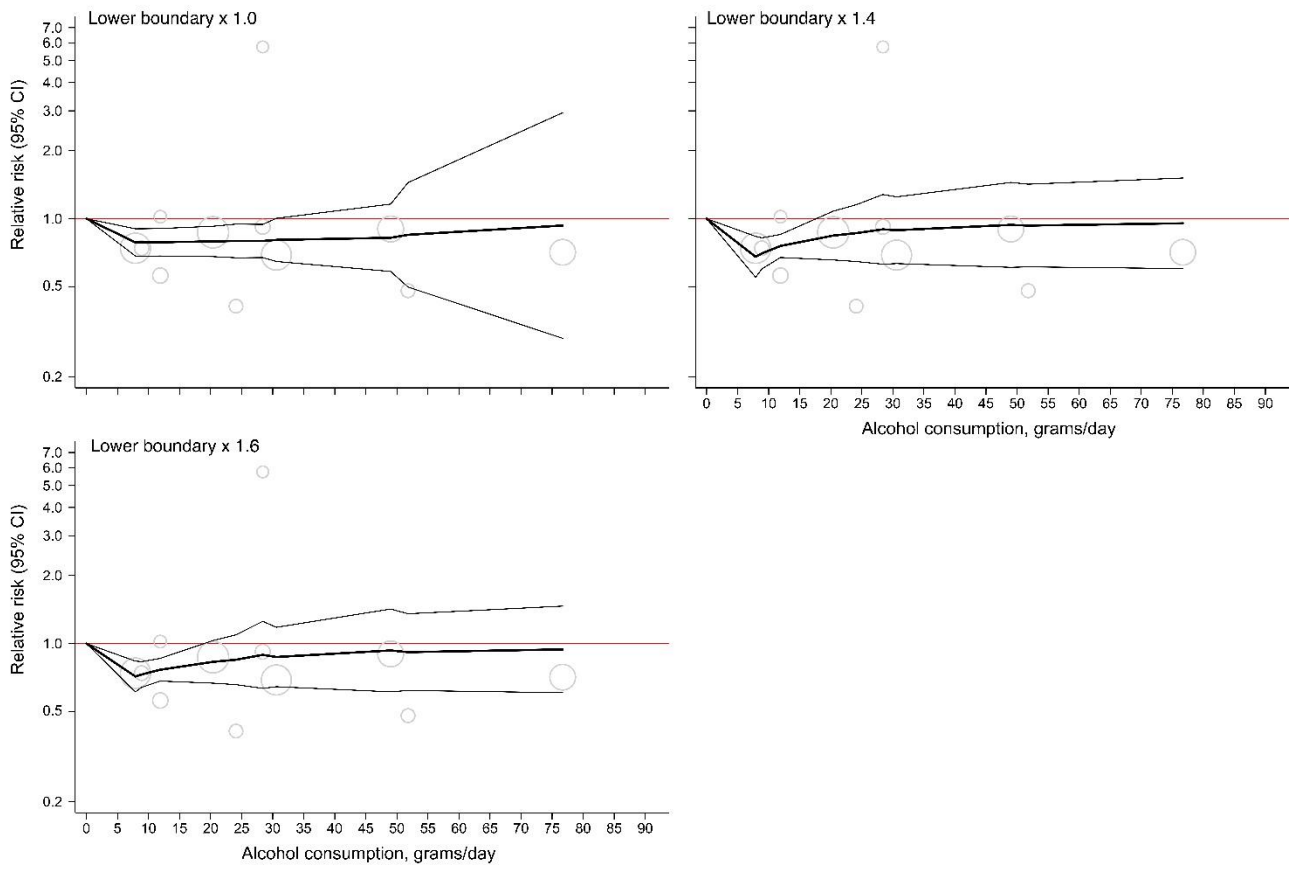 Lower boundary x 1.0
7.0
6.0
5.0
4.0
3.0
2.0
1.0
0.5
0.2
Relative risk (95% CI)
Lower boundary x 1.4
0 5 10 15 20 25 30 35 40 45 50 55 60 65 70 75 80 85 90
Alcohol consumption, grams/day
Lower boundary x 1.6
7.0
6.0
5.0
4.0
3.0
2.0
1.0
0.5
0.2
Relative risk (95% CI)
0 5 10 15 20 25 30 35 40 45 50 55 60 65 70 75 80 85 90
Alcohol consumption, grams/day